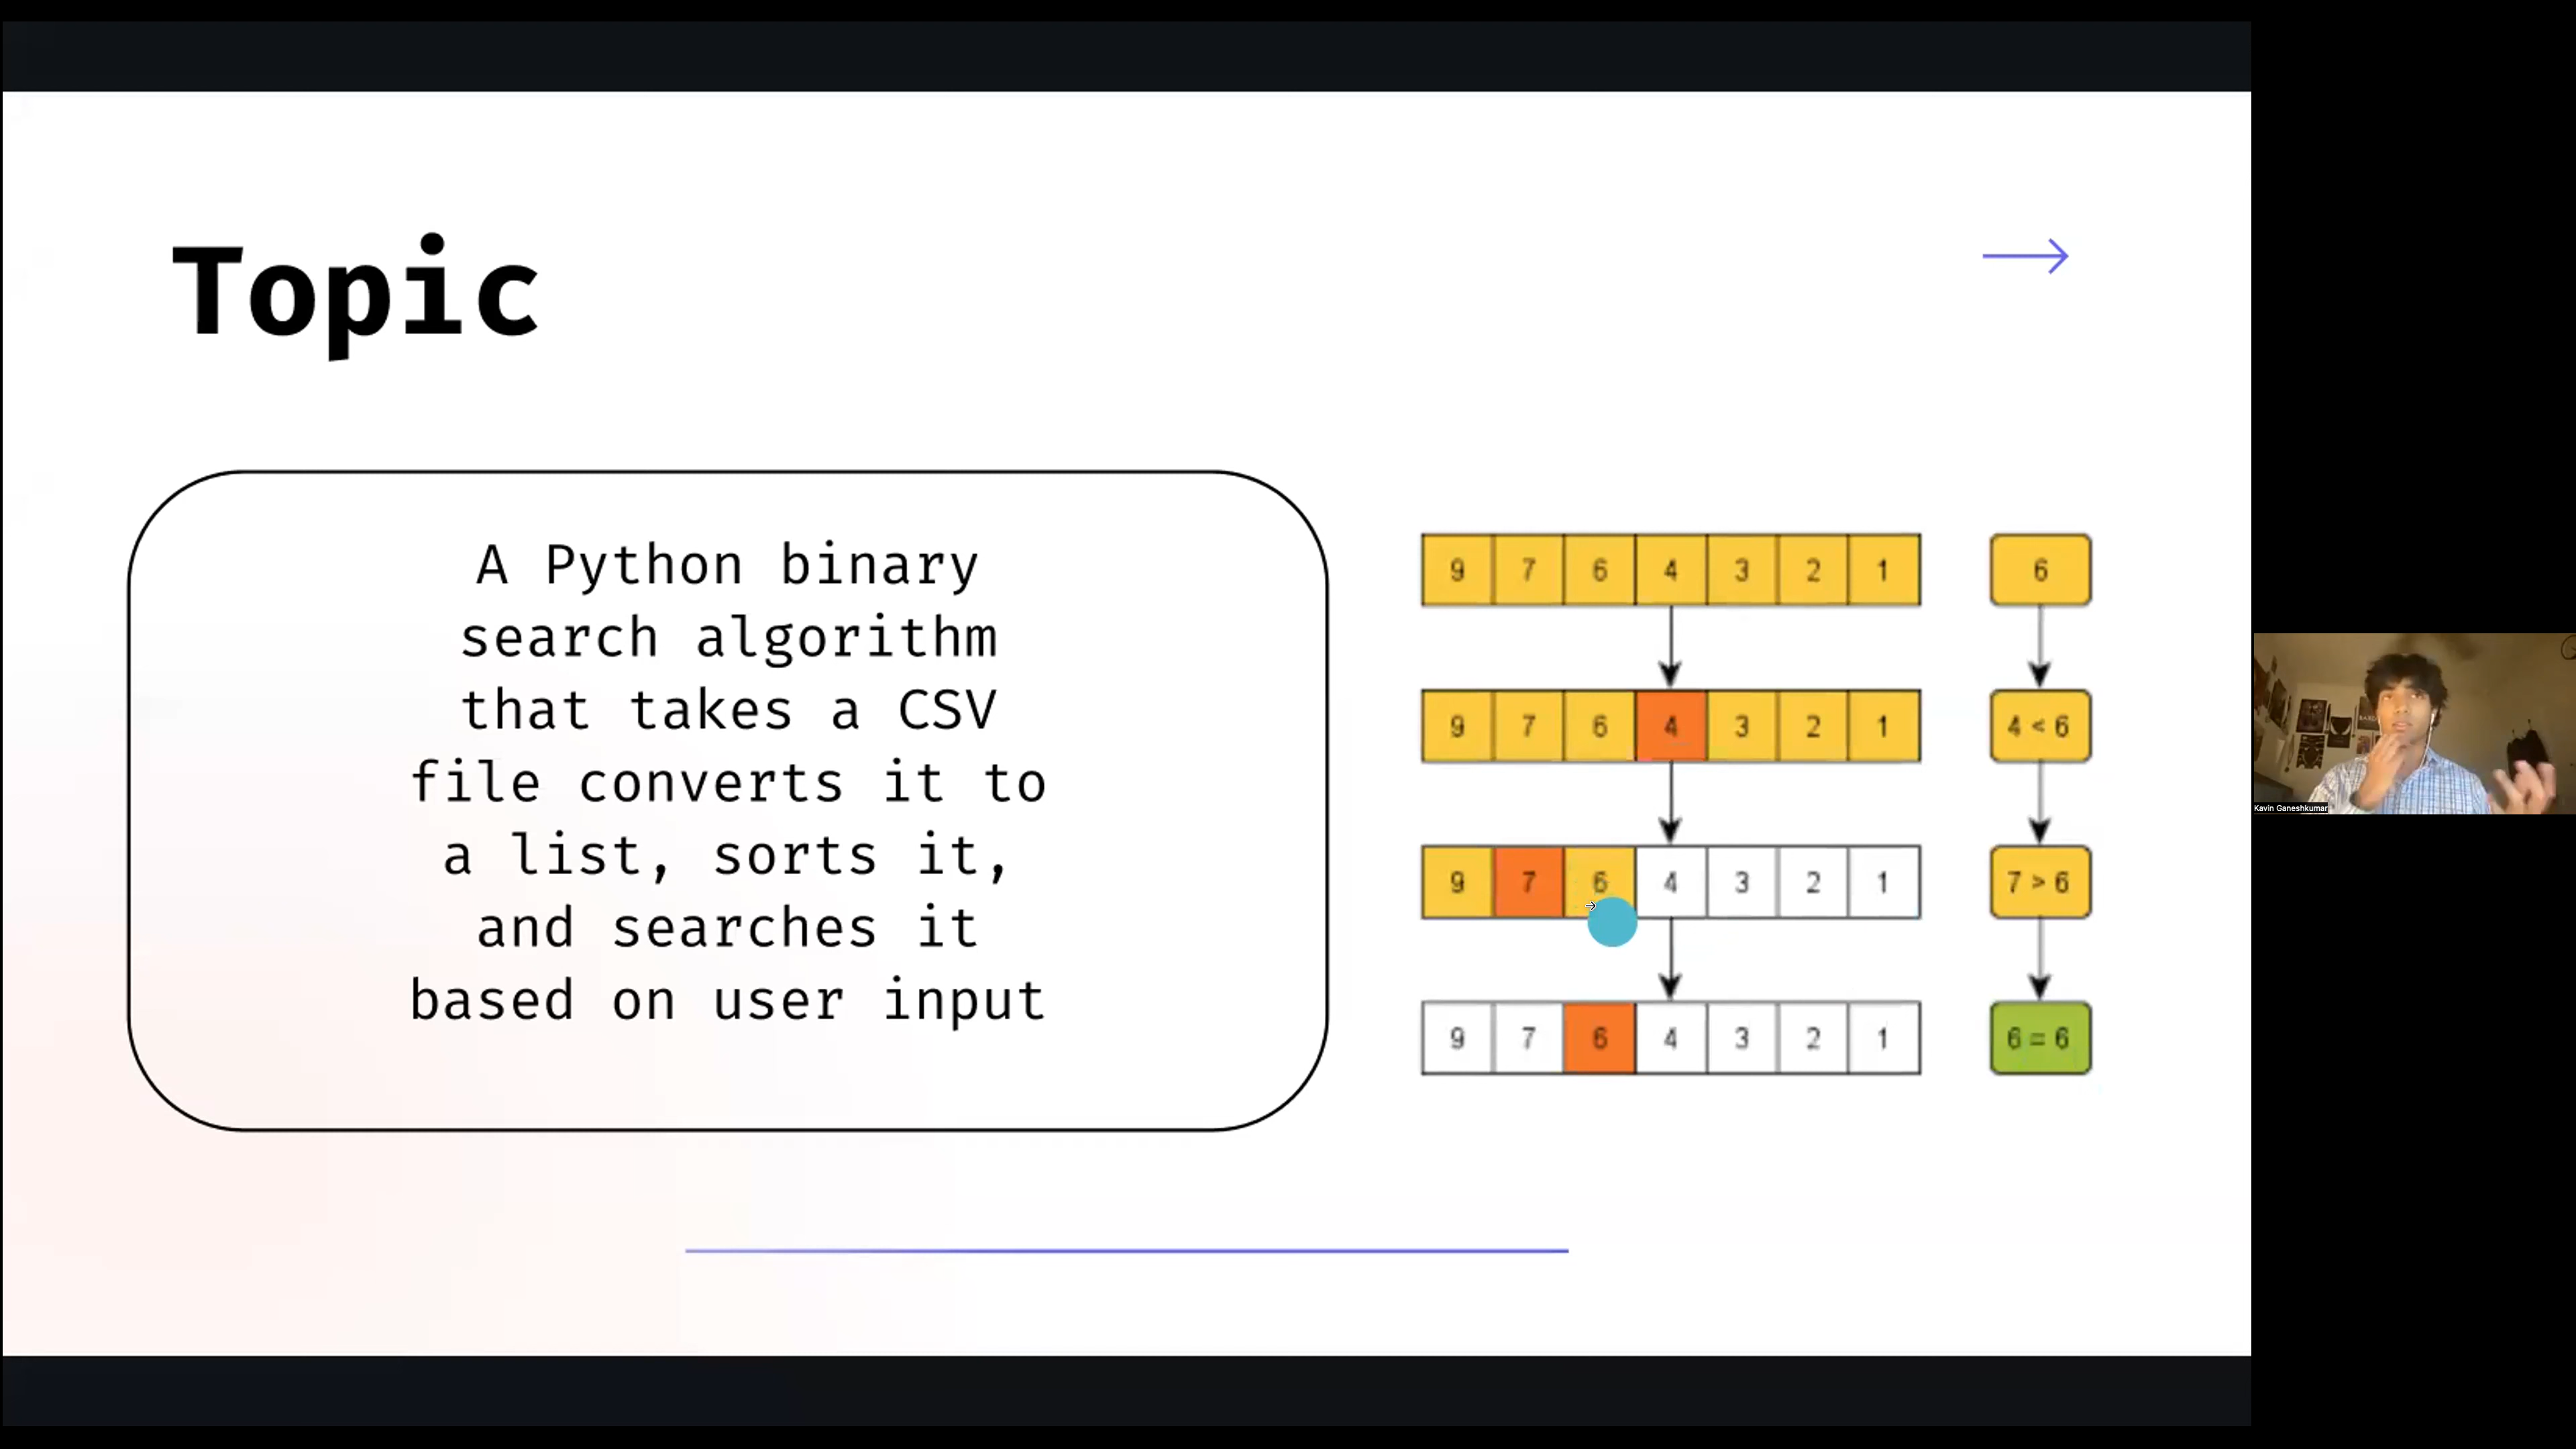 Topic
A Python binary
search algorithm
that takes a CSV
file converts it to
a list, sorts it,
and searches it
based on user input
9 7 6 4 3 2 1 6
9 7 6 4 3 2 1 4 < 6
9 7 6 4 3 2 1 7 > 6
9 7 6 4 3 2 1 6 = 6
Kavin Ganeshkumar